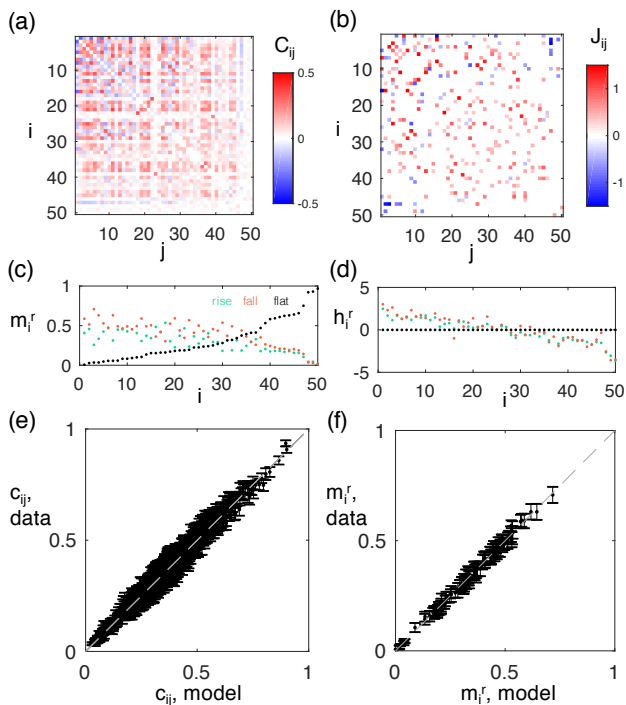 (a)
(b)
C_ij
J_ij
10
20
30
40
50
i
10 20 30 40 50
j
0.5
0
-0.5
10
20
30
40
50
i
10 20 30 40 50
j
1
0
-1
(c)
(d)
1
0.5
0
m_i^r
rise fall flat
0 10 20 30 40 50
i
5
0
-5
h_i^r
0 10 20 30 40 50
i
(e)
(f)
1
0.5
0
c_ij,
data
0 0.5 1
c_ij, model
1
0.5
0
m_i^r,
data
0 0.5 1
m_i^r, model